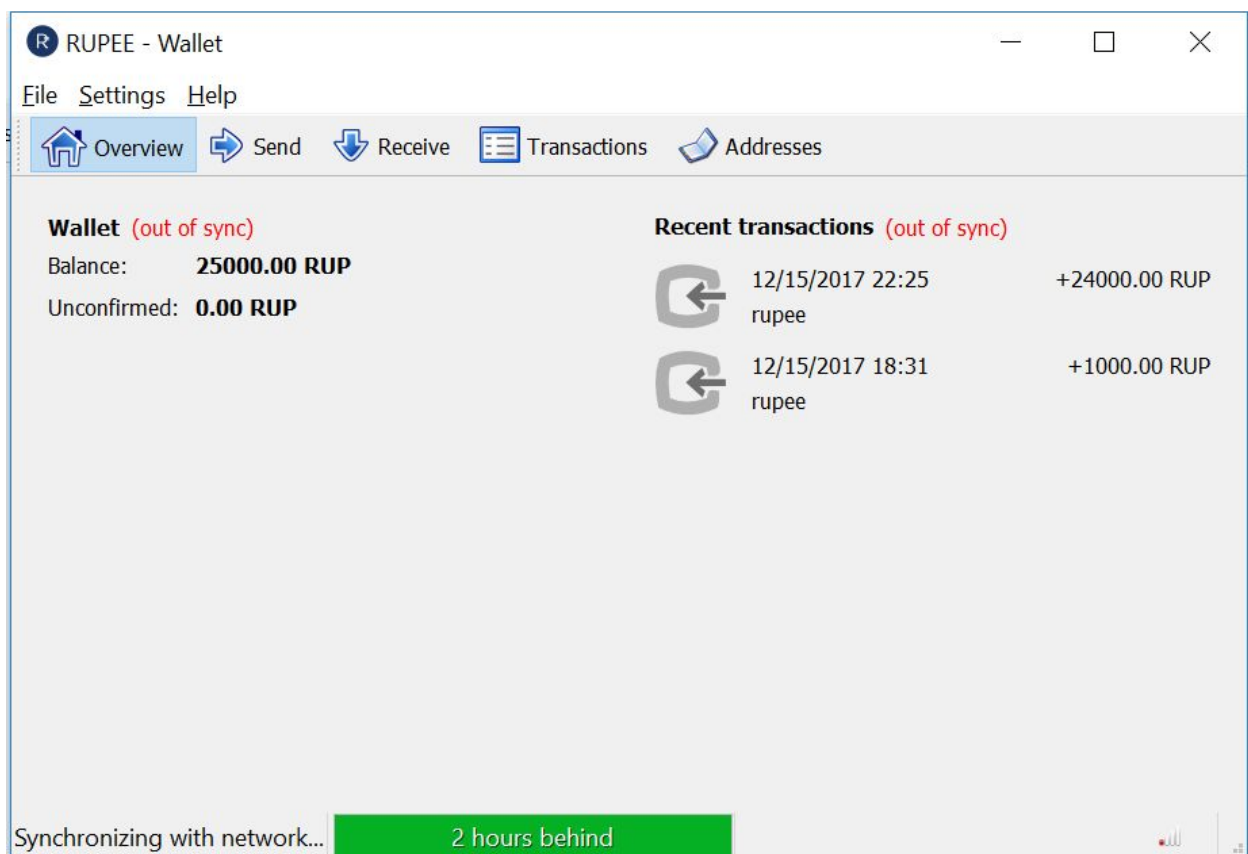 RUPEE - Wallet
File Settings Help
Overview Send Receive Transactions Addresses
Wallet (out of sync)
Balance: 25000.00 RUP
Unconfirmed: 0.00 RUP
Recent transactions (out of sync)
12/15/2017 22:25 +24000.00 RUP
rupee
12/15/2017 18:31 +1000.00 RUP
rupee
Synchronizing with network... 2 hours behind